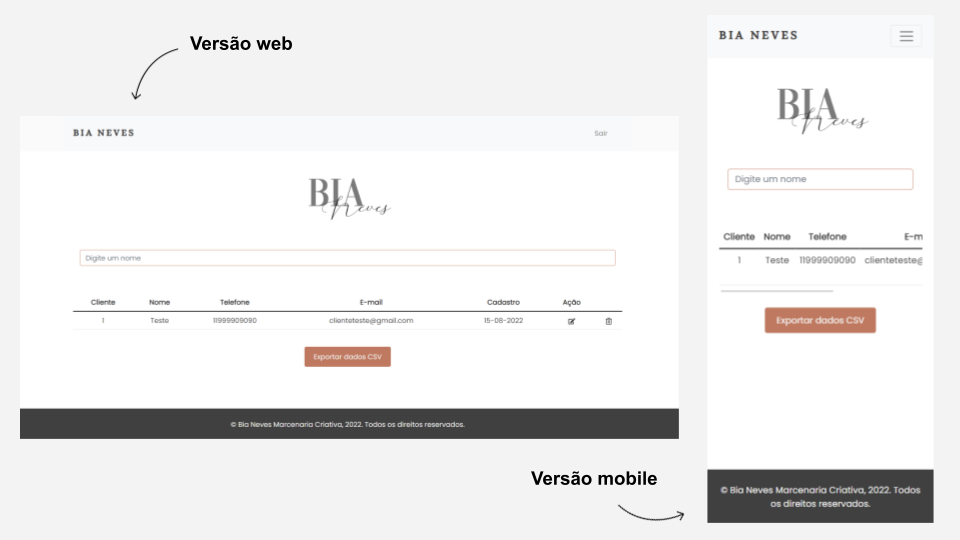 Versão web
BIA NEVES
Sair
BIA
Neves
Digite um nome
Cliente Nome Telefone E-mail Cadastro Ação
1 Teste 11999909090 clienteteste@gmail.com 15-08-2022
Exportar dados CSV
© Bia Neves Marcenaria Criativa, 2022. Todos os direitos reservados.
Versão mobile
BIA NEVES
BIA
Neves
Digite um nome
Cliente Nome Telefone E-m
1 Teste 11999909090 clienteteste@
Exportar dados CSV
© Bia Neves Marcenaria Criativa, 2022. Todos
os direitos reservados.